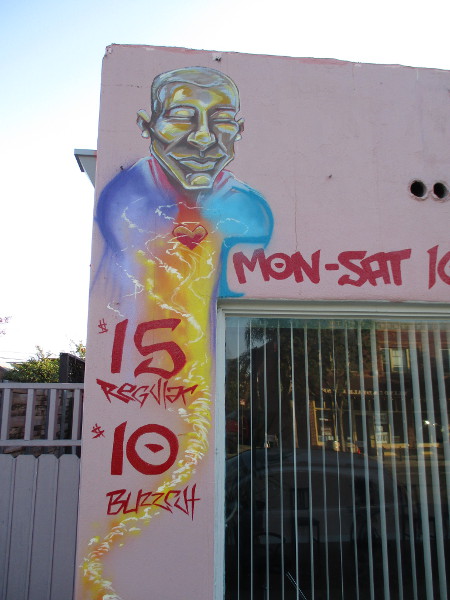 MON-SAT 10
$15
RegulAr
$10
BuzzcuT